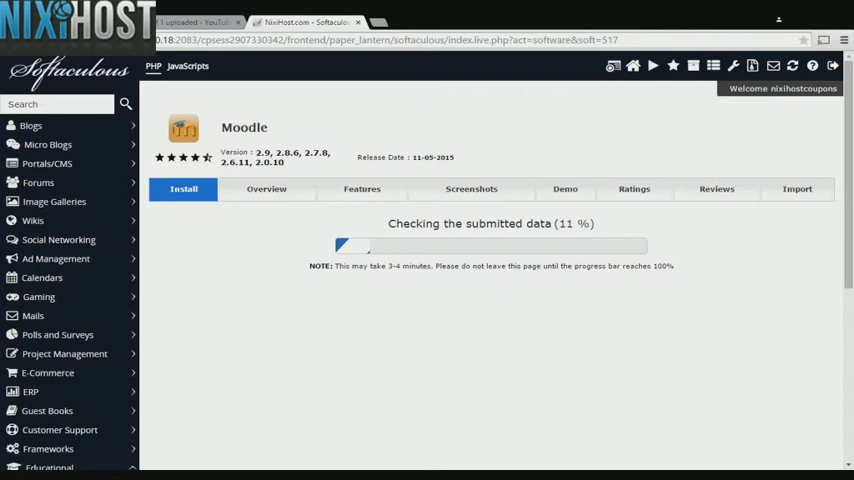 NIXIHOST
.1 uploaded - YouTub
NixiHost.com - Softaculou
0.18:2083/cpsess2907330342/frontend/paper_lantern/softaculous/index.live.php?act=software&soft=517
Softaculous
PHP JavaScripts
Welcome nixihostcoupons
Search
Blogs
Micro Blogs
Portals/CMS
Forums
Image Galleries
Wikis
Social Networking
Ad Management
Calendars
Gaming
Mails
Polls and Surveys
Project Management
E-Commerce
ERP
Guest Books
Customer Support
Frameworks
Educational
Moodle
Version : 2.9, 2.8.6, 2.7.8,
2.6.11, 2.0.10
Release Date : 11-05-2015
Install Overview Features Screenshots Demo Ratings Reviews Import
Checking the submitted data (11 %)
NOTE: This may take 3-4 minutes. Please do not leave this page until the progress bar reaches 100%